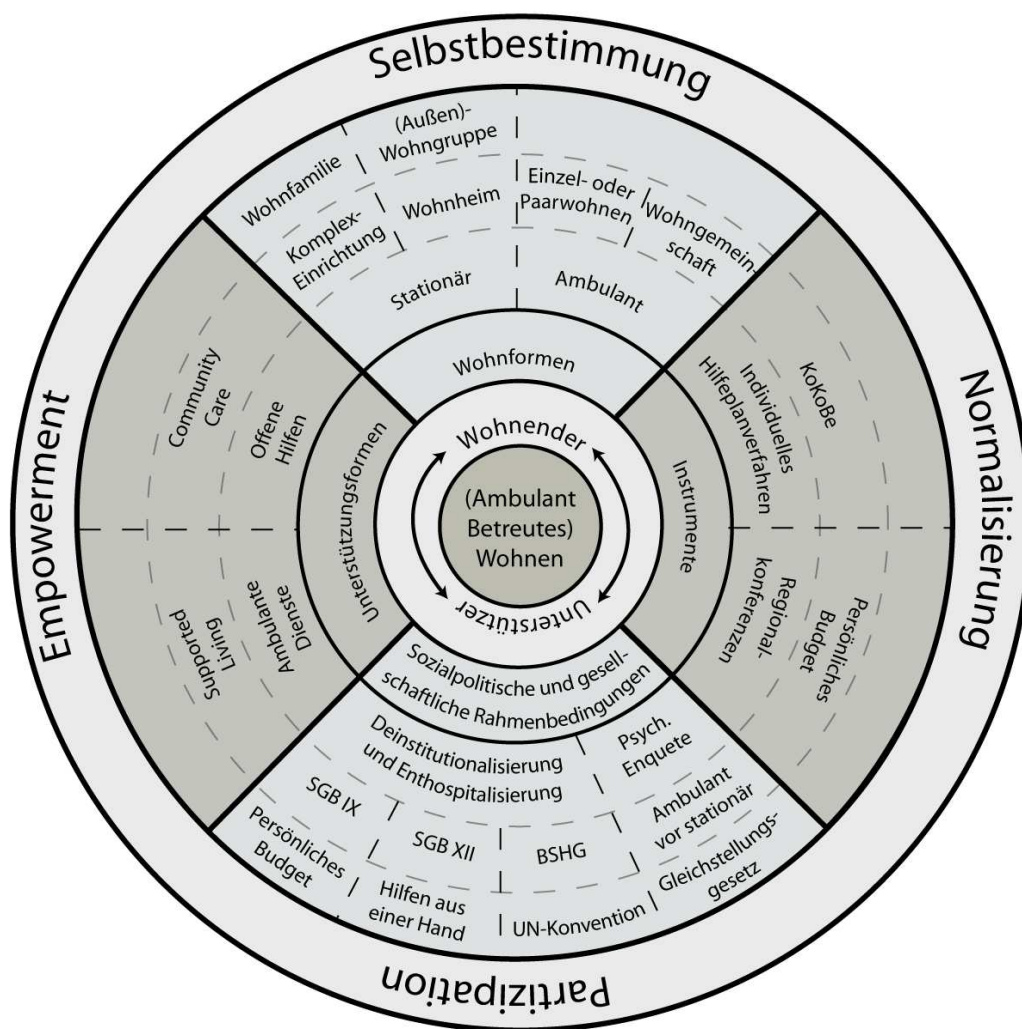 Selbstbestimmung
(Außen)-
Wohngruppe
Wohnfamilie
Einzel- oder
Paarwohnen
Wohngemein-
schaft
Wohnheim
Komplex-
Einrichtung
Stationär
Ambulant
Wohnformen
Normalisierung
KoKoBe
Individuelles
Hilfeplanverfahren
Instrumente
Regional-
konferenzen
Persönliches
Budget
Empowerment
Community
Care
Offene
Hilfen
Unterstützungsformen
Ambulante
Dienste
Supported
Living
Wohnender
(Ambulant
Betreutes)
Wohnen
Unterstützer
Sozialpolitische und gesell-
schaftliche Rahmenbedingungen
Deinstitutionalisierung
und Enthospitalisierung
Psych.
Enquete
SGB IX
SGB XII
BSHG
Ambulant
vor stationär
Persönliches
Budget
Hilfen aus
einer Hand
UN-Konvention
Gleichstellungs-
gesetz
Partizipation